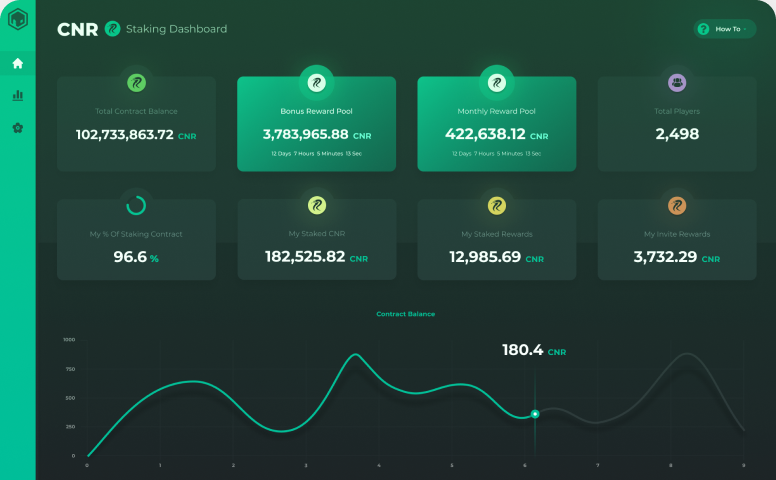 CNR Staking Dashboard
? How To
Total Contract Balance
102,733,863.72 CNR
Bonus Reward Pool
3,783,965.88 CNR
12 Days 7 Hours 5 Minutes 13 Sec
Monthly Reward Pool
422,638.12 CNR
12 Days 7 Hours 5 Minutes 13 Sec
Total Players
2,498
My % Of Staking Contract
96.6 %
My Staked CNR
182,525.82 CNR
My Staked Rewards
12,985.69 CNR
My Invite Rewards
3,732.29 CNR
Contract Balance
180.4 CNR
1000
750
500
250
0
0 1 2 3 4 5 6 7 8 9